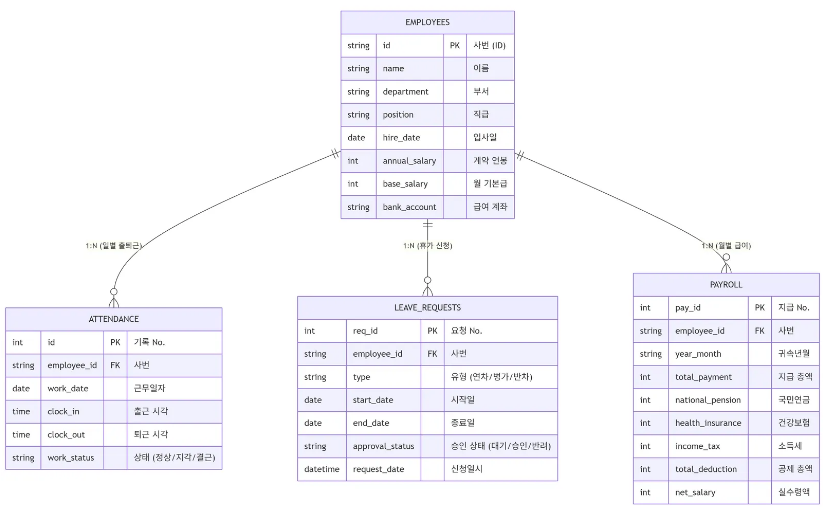 EMPLOYEES
string id PK 사번 (ID)
string name 이름
string department 부서
string position 직급
date hire_date 입사일
int annual_salary 계약 연봉
int base_salary 월 기본급
string bank_account 급여 계좌
1:N (일별 출퇴근)
1:N (휴가 신청)
1:N (월별 급여)
ATTENDANCE
int id PK 기록 No.
string employee_id FK 사번
date work_date 근무일자
time clock_in 출근 시각
time clock_out 퇴근 시각
string work_status 상태 (정상/지각/결근)
LEAVE_REQUESTS
int req_id PK 요청 No.
string employee_id FK 사번
string type 유형 (연차/병가/반차)
date start_date 시작일
date end_date 종료일
string approval_status 승인 상태 (대기/승인/반려)
datetime request_date 신청일시
PAYROLL
int pay_id PK 지급 No.
string employee_id FK 사번
string year_month 귀속년월
int total_payment 지급 총액
int national_pension 국민연금
int health_insurance 건강보험
int income_tax 소득세
int total_deduction 공제 총액
int net_salary 실수령액